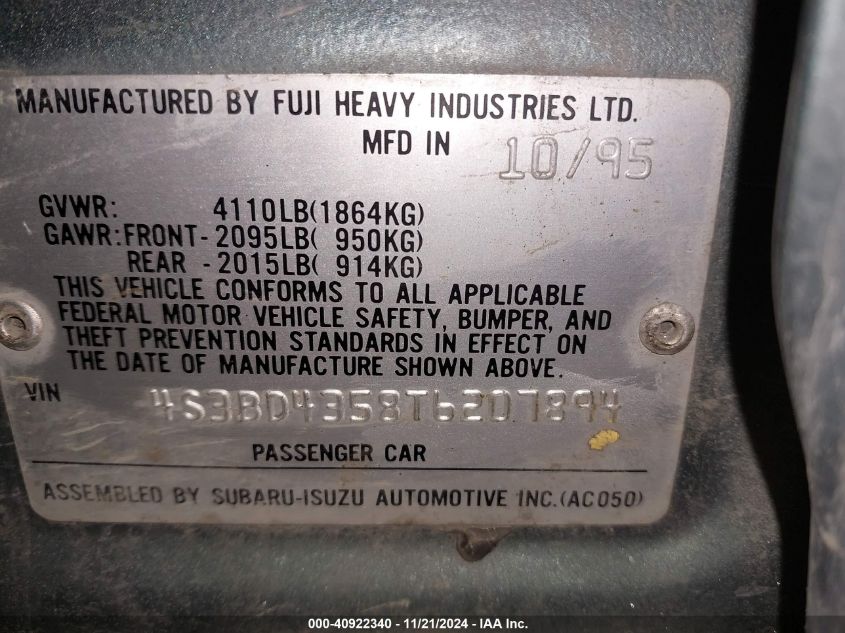 MANUFACTURED BY FUJI HEAVY INDUSTRIES LTD.
MFD IN 10/95
GVWR: 4110LB(1864KG)
GAWR:FRONT-2095LB( 950KG)
REAR -2015LB( 914KG)
THIS VEHICLE CONFORMS TO ALL APPLICABLE
FEDERAL MOTOR VEHICLE SAFETY, BUMPER, AND
THEFT PREVENTION STANDARDS IN EFFECT ON
THE DATE OF MANUFACTURE SHOWN ABOVE.
VIN 4S3BD4358T6207894
PASSENGER CAR
ASSEMBLED BY SUBARU-ISUZU AUTOMOTIVE INC.(AC050)
000-40922340 - 11/21/2024 - IAA Inc.